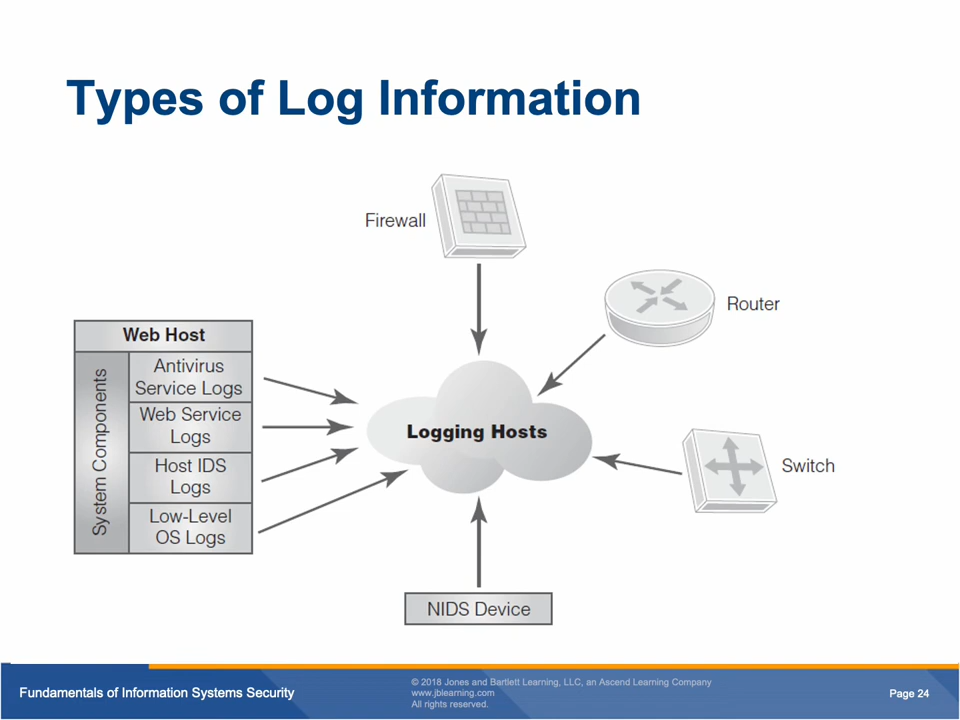 Types of Log Information
Firewall
Router
Web Host
System Components
Antivirus
Service Logs
Web Service
Logs
Host IDS
Logs
Low-Level
OS Logs
Logging Hosts
Switch
NIDS Device
Fundamentals of Information Systems Security
© 2018 Jones and Bartlett Learning, LLC, an Ascend Learning Company
www.jblearning.com
All rights reserved.
Page 24